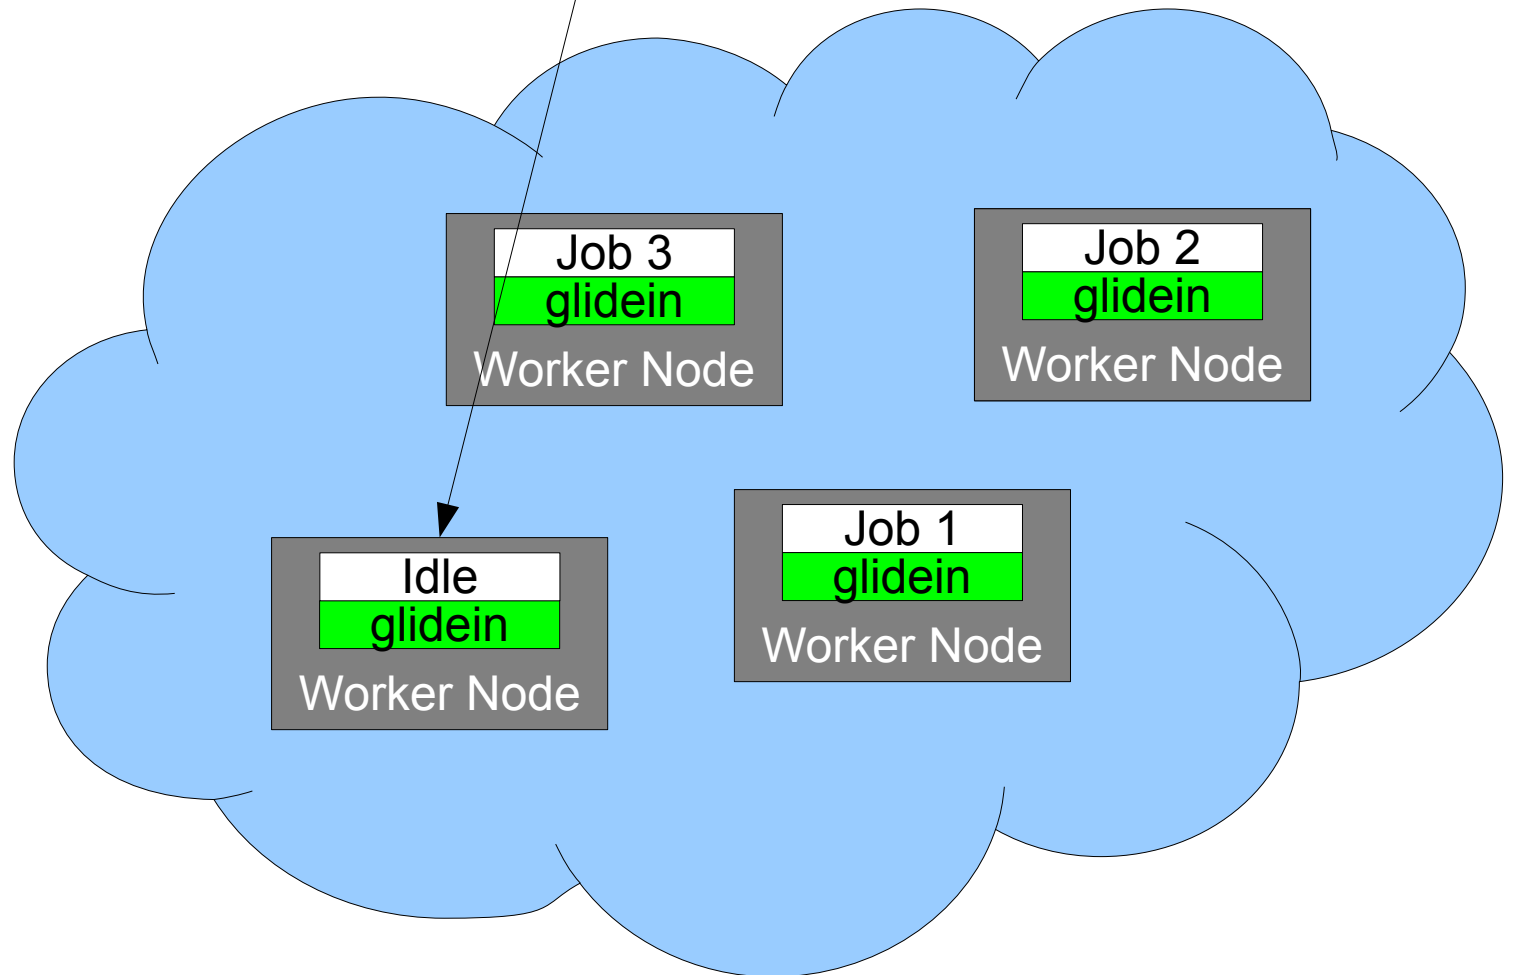 Job 3
glidein
Worker Node
Job 2
glidein
Worker Node
Idle
glidein
Worker Node
Job 1
glidein
Worker Node